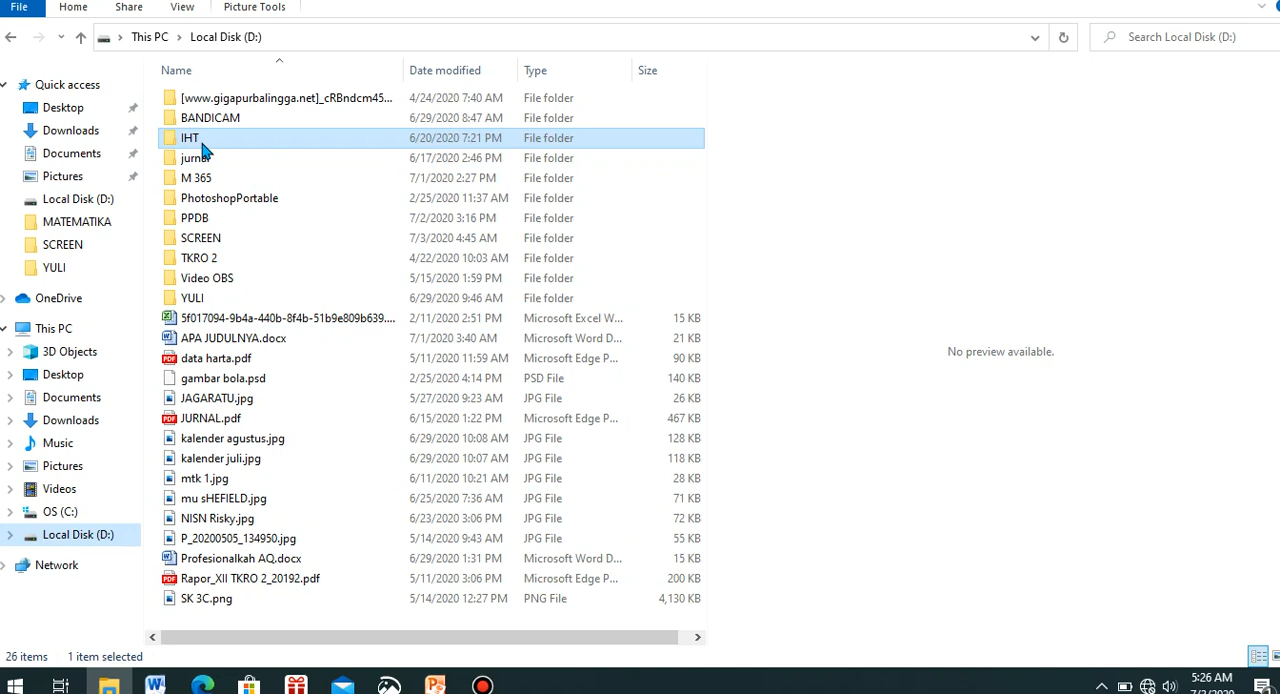 File Home Share View Picture Tools
This PC > Local Disk (D:) Search Local Disk (D:)
Name Date modified Type Size
Quick access
Desktop
Downloads
Documents
Pictures
Local Disk (D:)
MATEMATIKA
SCREEN
YULI
OneDrive
This PC
3D Objects
Desktop
Documents
Downloads
Music
Pictures
Videos
OS (C:)
Local Disk (D:)
Network
[www.gigapurbalingga.net]_cRBndcm45... 4/24/2020 7:40 AM File folder
BANDICAM 6/29/2020 8:47 AM File folder
IHT 6/20/2020 7:21 PM File folder
6/17/2020 2:46 PM File folder
M 365 7/1/2020 2:27 PM File folder
PhotoshopPortable 2/25/2020 11:37 AM File folder
PPDB 7/2/2020 3:16 PM File folder
SCREEN 7/3/2020 4:45 AM File folder
TKRO 2 4/22/2020 10:03 AM File folder
Video OBS 5/15/2020 1:59 PM File folder
YULI 6/29/2020 9:46 AM File folder
5f017094-9b4a-440b-8f4b-51b9e809b639.... 2/11/2020 2:51 PM Microsoft Excel W... 15 KB
APA JUDULNYA.docx 7/1/2020 3:40 AM Microsoft Word D... 21 KB
data harta.pdf 5/11/2020 11:59 AM Microsoft Edge P... 90 KB
gambar bola.psd 2/25/2020 4:14 PM PSD File 140 KB
JAGARATU.jpg 5/27/2020 9:23 AM JPG File 26 KB
JURNAL.pdf 6/15/2020 1:22 PM Microsoft Edge P... 467 KB
kalender agustus.jpg 6/29/2020 10:08 AM JPG File 128 KB
kalender juli.jpg 6/29/2020 10:07 AM JPG File 118 KB
mtk 1.jpg 6/11/2020 10:21 AM JPG File 28 KB
mu sHEFIELD.jpg 6/25/2020 7:36 AM JPG File 71 KB
NISN Risky.jpg 6/23/2020 3:06 PM JPG File 72 KB
P_20200505_134950.jpg 5/14/2020 9:43 AM JPG File 55 KB
Profesionalkah AQ.docx 6/29/2020 1:31 PM Microsoft Word D... 15 KB
Rapor_XII TKRO 2_20192.pdf 5/11/2020 3:06 PM Microsoft Edge P... 200 KB
SK 3C.png 5/14/2020 12:27 PM PNG File 4,130 KB
No preview available.
26 items 1 item selected
5:26 AM